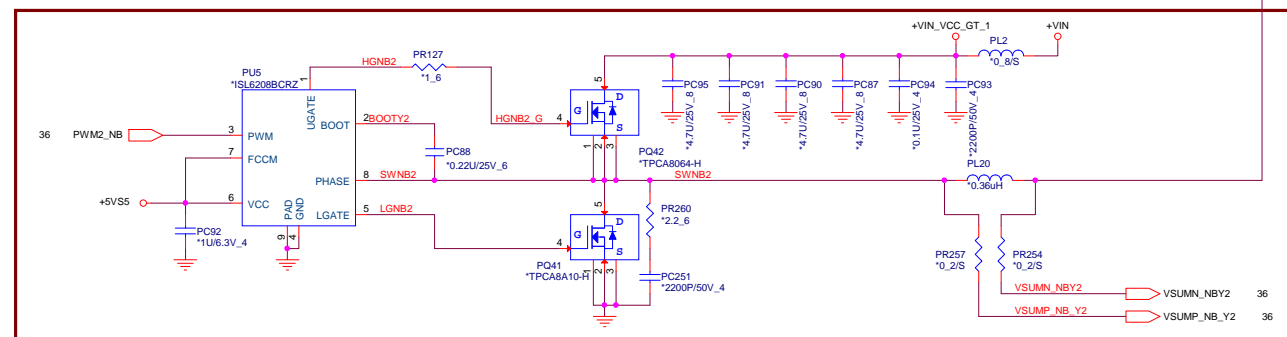 +VIN_VCC_GT_1
+VIN
PL2
*0_8/S
PR127
*1_6
HGNB2
PU5
*ISL6208BCRZ
1
UGATE
5
D
G
S
4
HGNB2_G
1
2
3
PQ42
*TPCA8064-H
PC95
*4.7U/25V_8
PC91
*4.7U/25V_8
PC90
*4.7U/25V_8
PC87
*4.7U/25V_8
PC94
*0.1U/25V_4
PC93
*2200P/50V_4
36
PWM2_NB
3
PWM
2
BOOT
BOOTY2
7
FCCM
PC88
*0.22U/25V_6
8
PHASE
SWNB2
SWNB2
PL20
*0.36uH
+5VS5
6
VCC
5
LGATE
LGNB2
PAD
GND
9
4
PC92
*1U/6.3V_4
5
D
G
S
4
1
2
3
PQ41
*TPCA8A10-H
PR260
*2.2_6
PC251
*2200P/50V_4
PR257
*0_2/S
PR254
*0_2/S
VSUMN_NBY2
VSUMN_NBY2
36
VSUMP_NB_Y2
VSUMP_NB_Y2
36